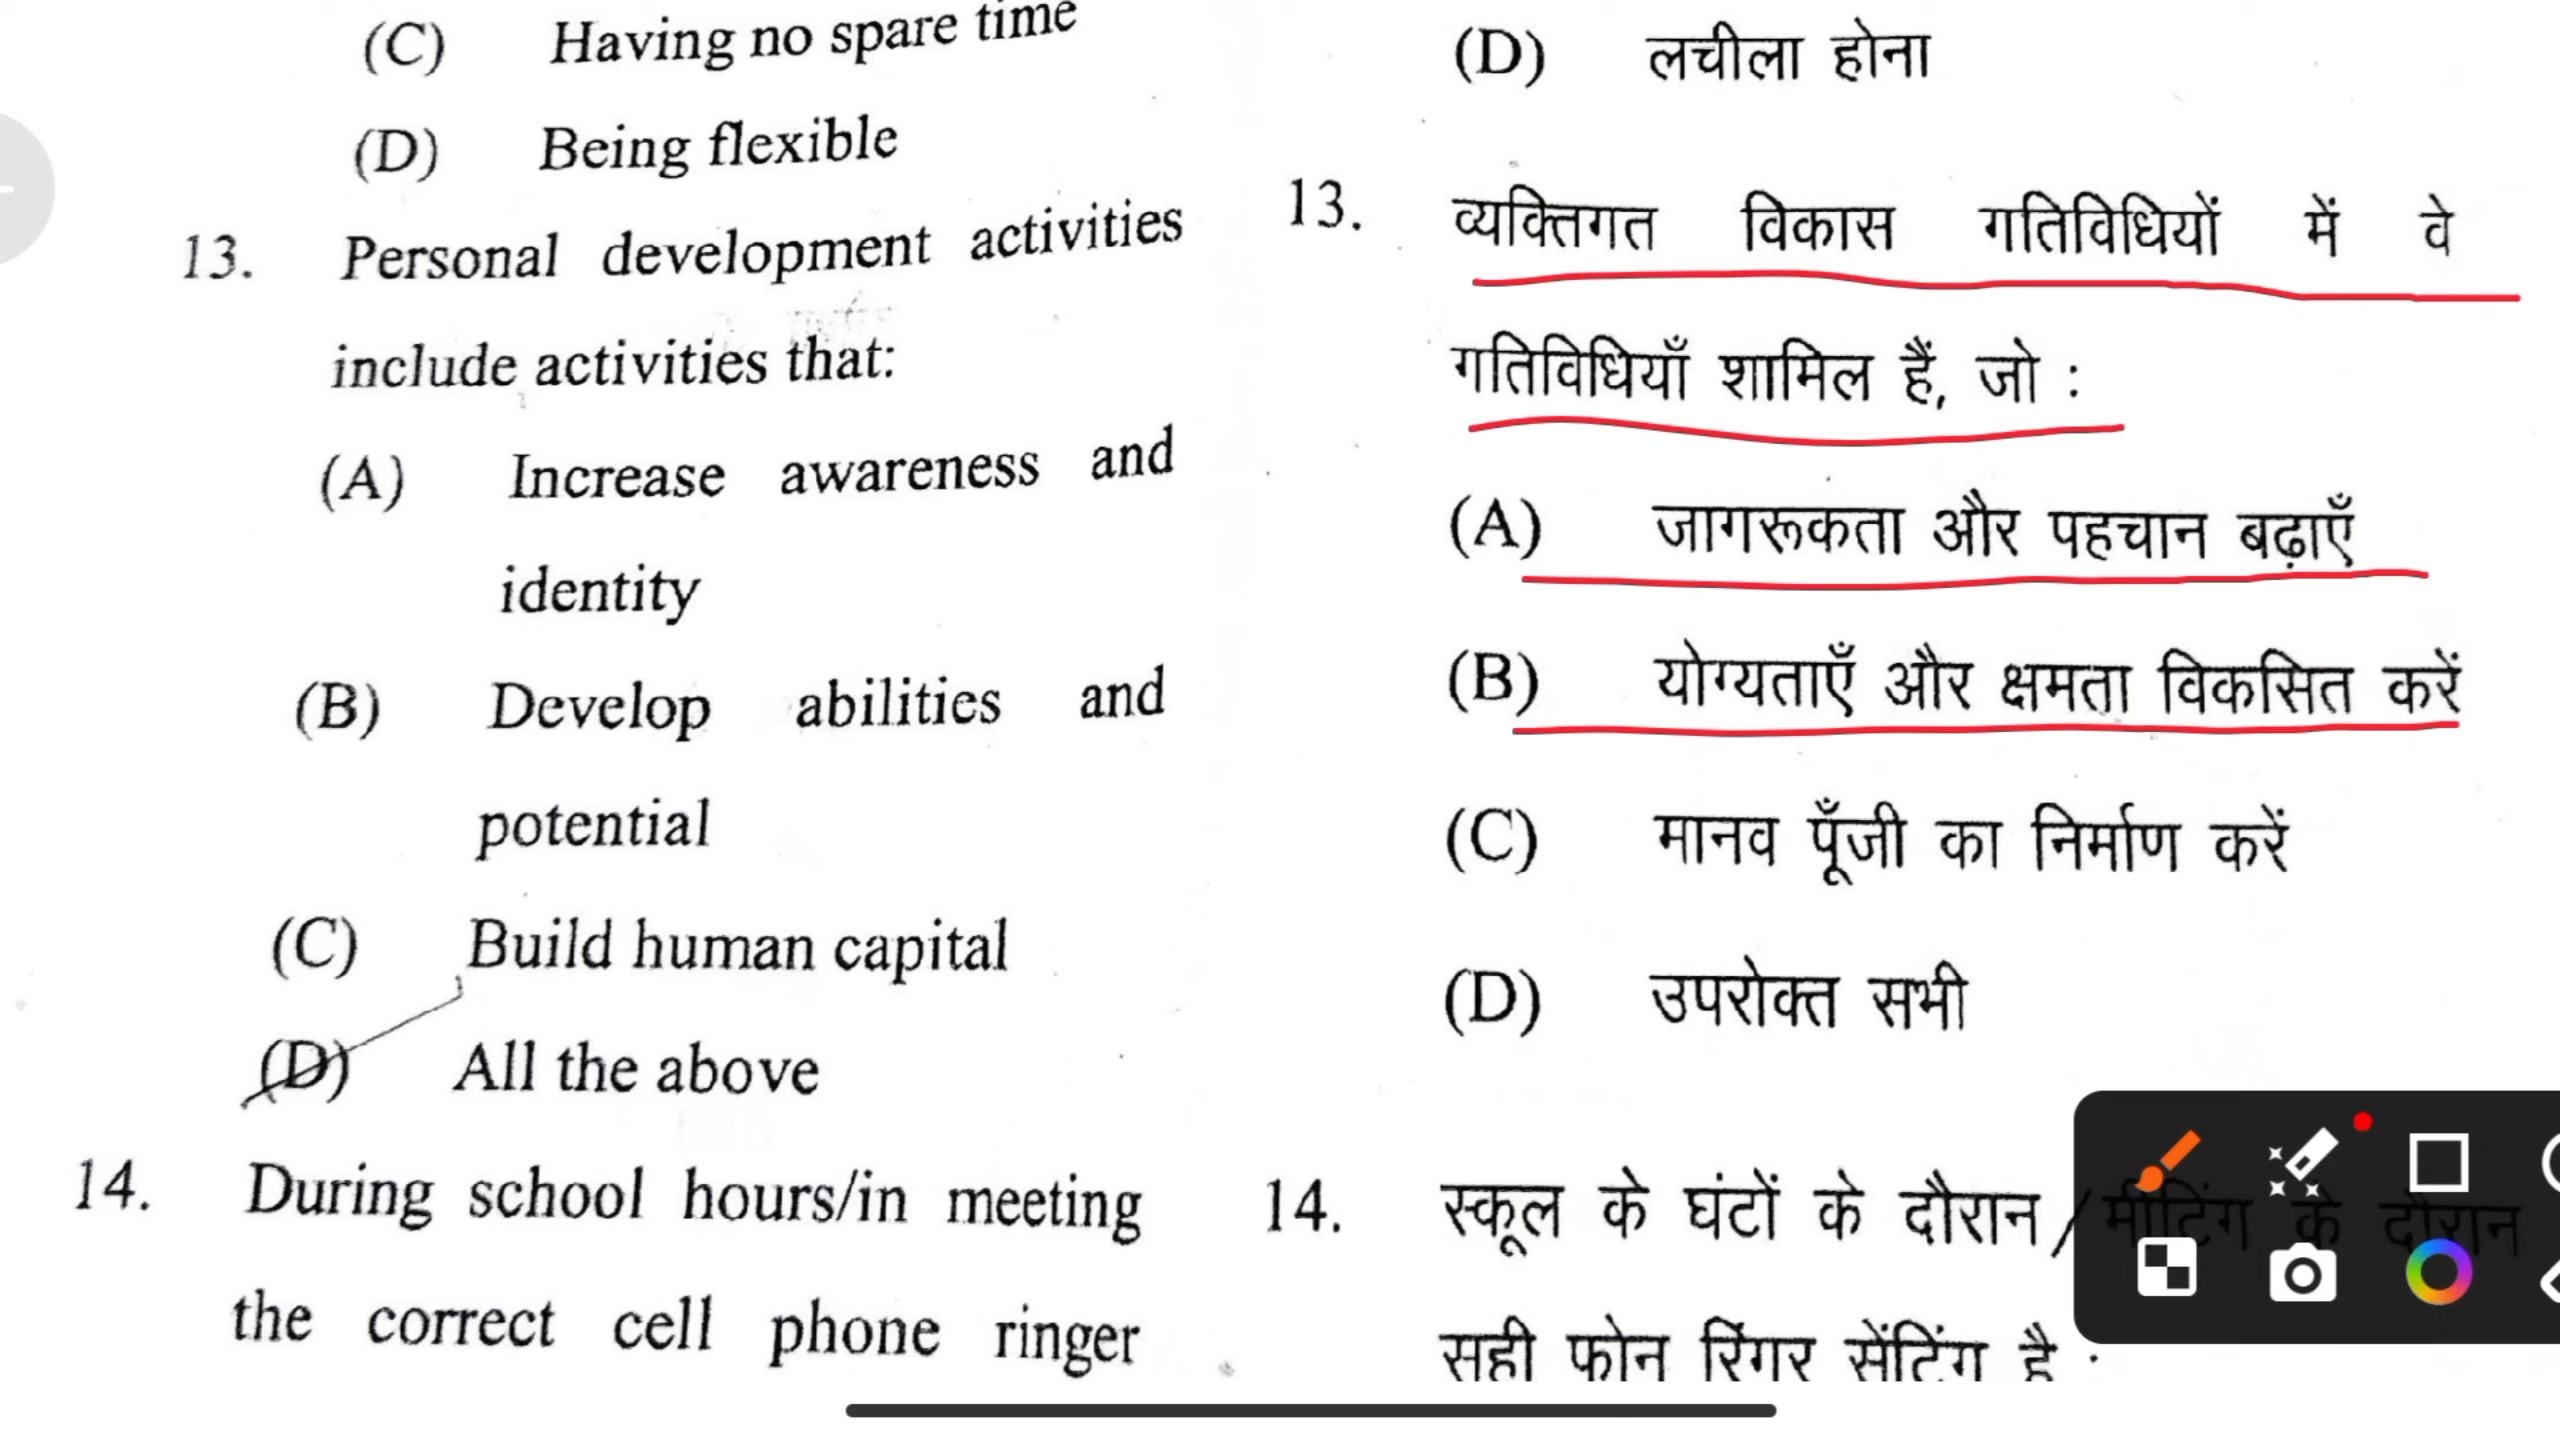 (C) Having no spare time
(D) Being flexible
13. Personal development activities
include activities that:
(A) Increase awareness and
identity
(B) Develop abilities and
potential
(C) Build human capital
(D) All the above
14. During school hours/in meeting
the correct cell phone ringer
(D) लचीला होना
13. व्यक्तिगत विकास गतिविधियों में वे
गतिविधियाँ शामिल हैं, जो :
(A) जागरूकता और पहचान बढ़ाएँ
(B) योग्यताएँ और क्षमता विकसित करें
(C) मानव पूँजी का निर्माण करें
(D) उपरोक्त सभी
14. स्कूल के घंटों के दौरान/मीटिंग के दौरान
सही फोन रिंगर सेंटिंग है :